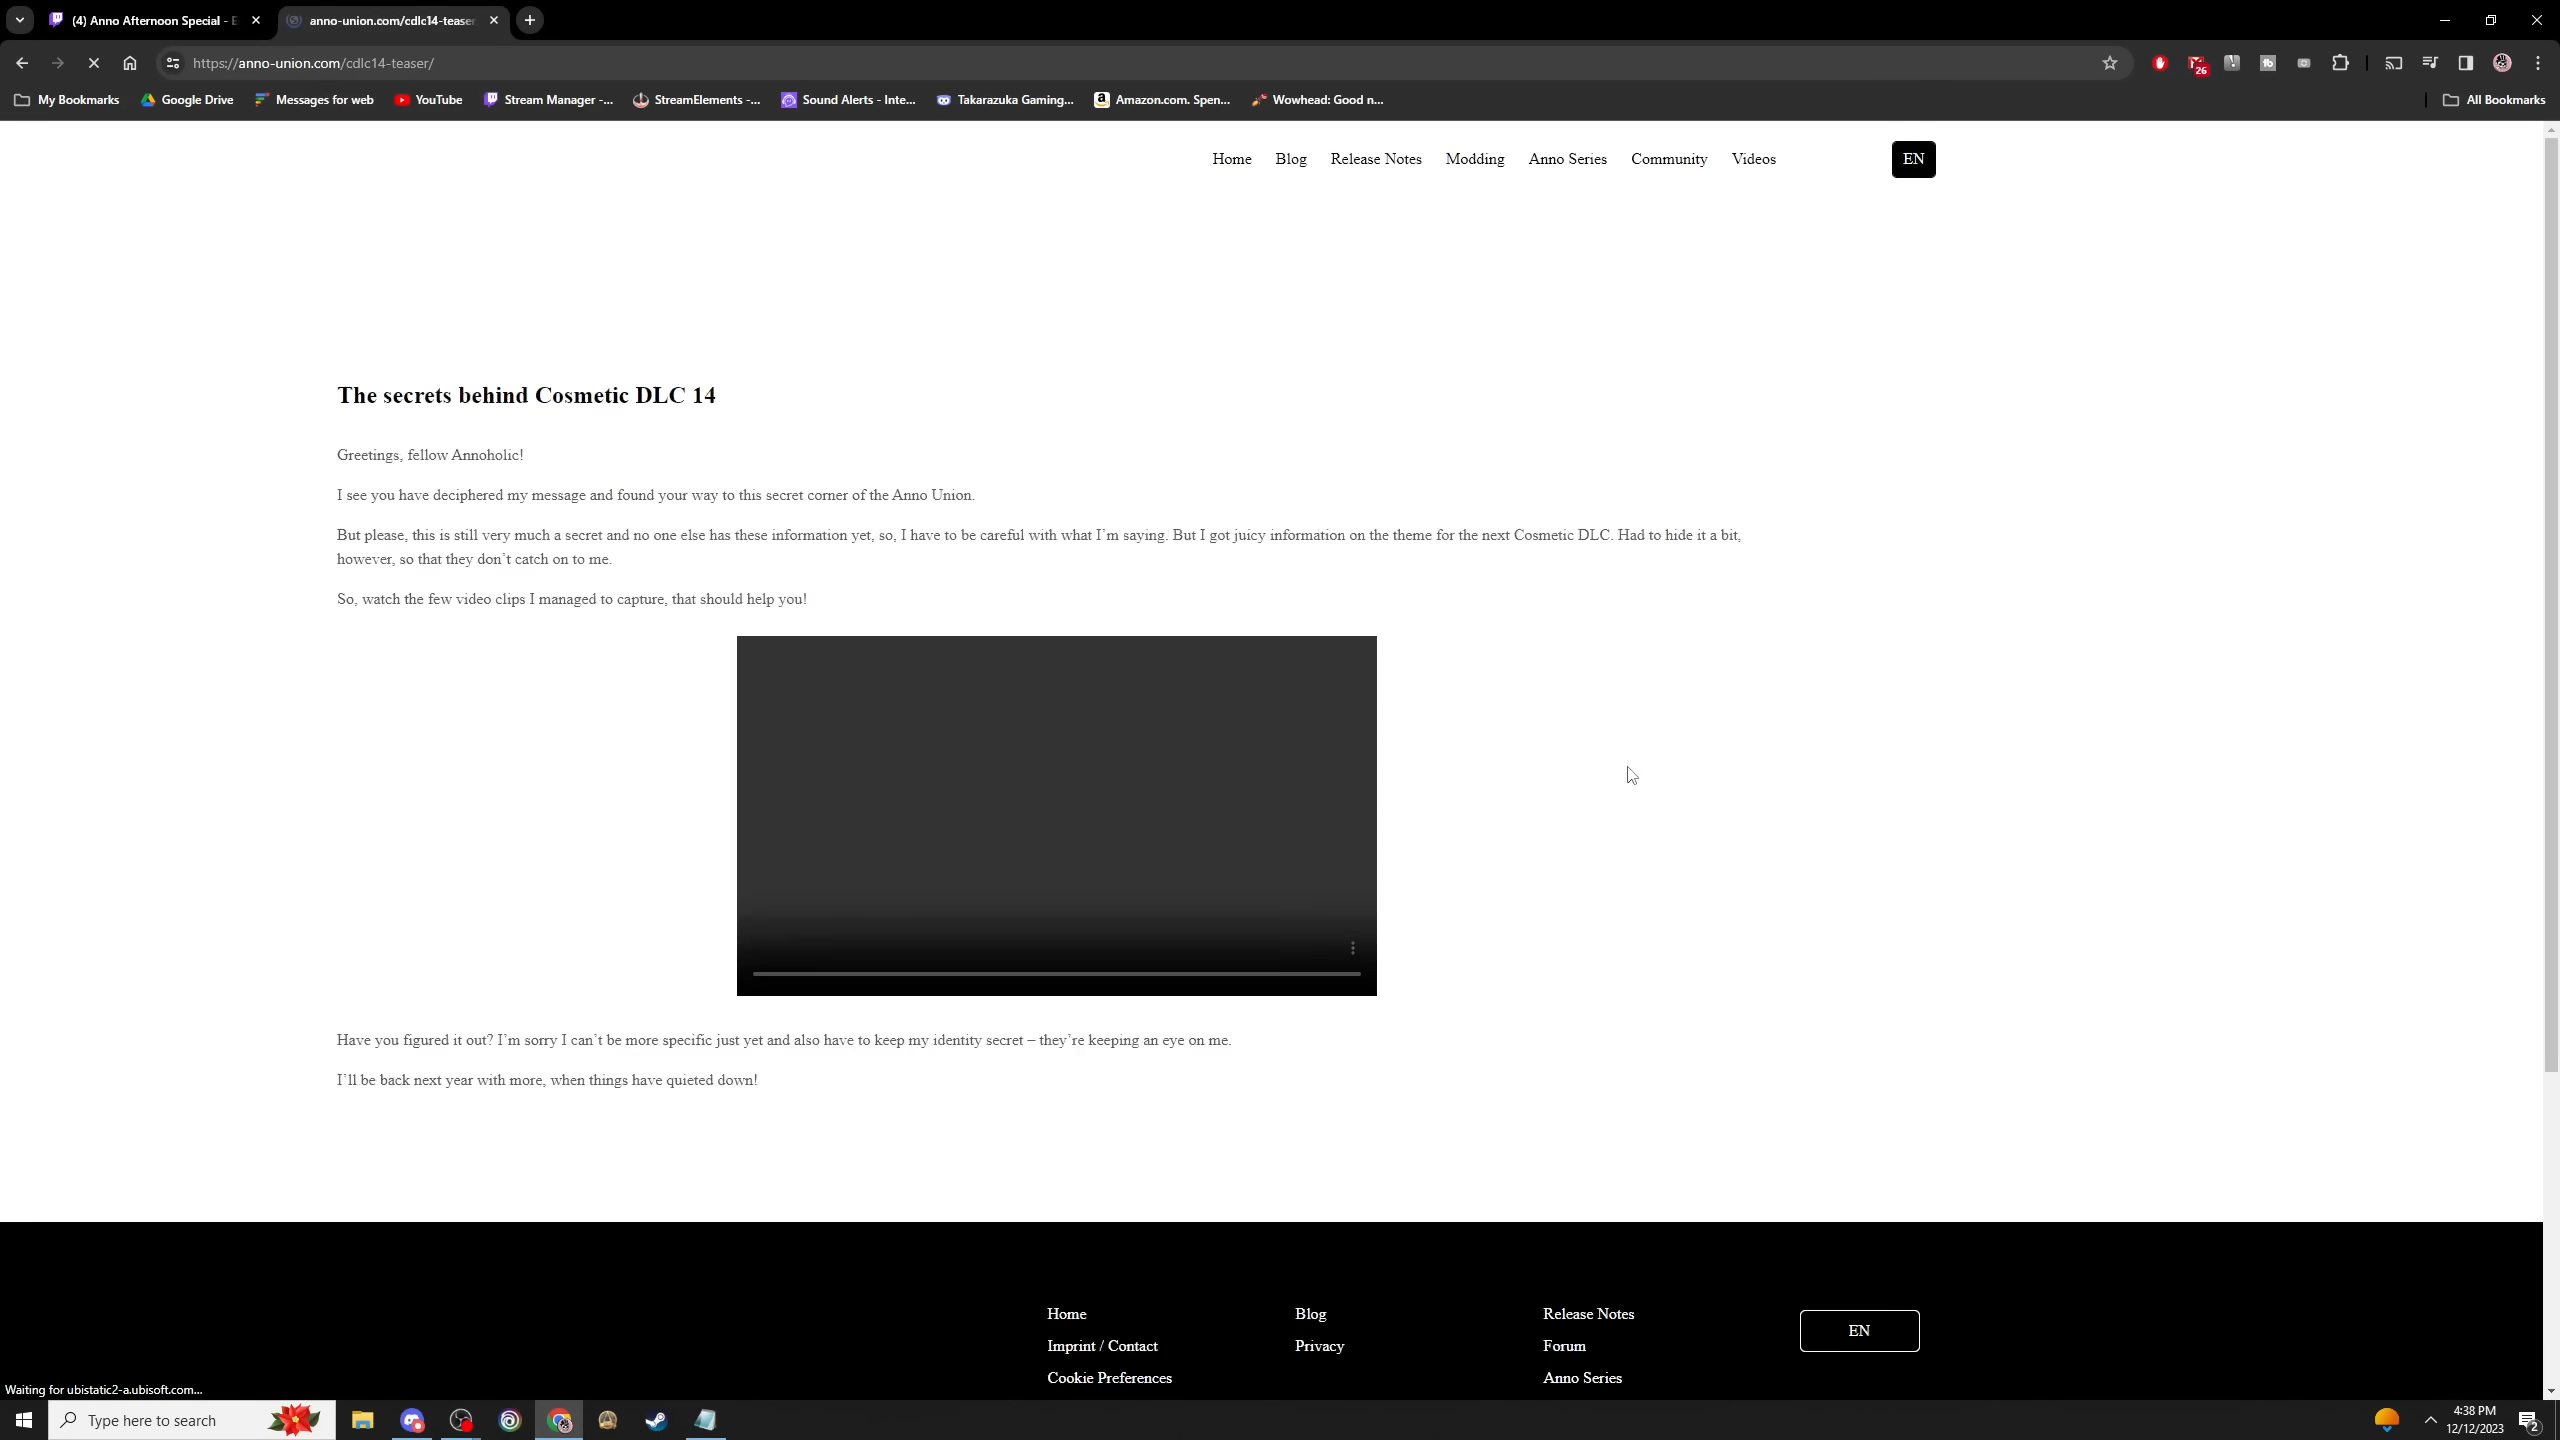 (4) Anno Afternoon Special - E
anno-union.com/cdlc14-teaser
https://anno-union.com/cdlc14-teaser/
26
My Bookmarks
Google Drive
Messages for web
YouTube
Stream Manager -...
StreamElements -...
Sound Alerts - Inte...
Takarazuka Gaming...
Amazon.com. Spen...
Wowhead: Good n...
All Bookmarks
Home
Blog
Release Notes
Modding
Anno Series
Community
Videos
EN
The secrets behind Cosmetic DLC 14
Greetings, fellow Annoholic!
I see you have deciphered my message and found your way to this secret corner of the Anno Union.
But please, this is still very much a secret and no one else has these information yet, so, I have to be careful with what I’m saying. But I got juicy information on the theme for the next Cosmetic DLC. Had to hide it a bit,
however, so that they don’t catch on to me.
So, watch the few video clips I managed to capture, that should help you!
Have you figured it out? I’m sorry I can’t be more specific just yet and also have to keep my identity secret – they’re keeping an eye on me.
I’ll be back next year with more, when things have quieted down!
Home
Blog
Release Notes
EN
Imprint / Contact
Privacy
Forum
Cookie Preferences
Anno Series
Waiting for ubistatic2-a.ubisoft.com...
Type here to search
4:38 PM
12/12/2023
2